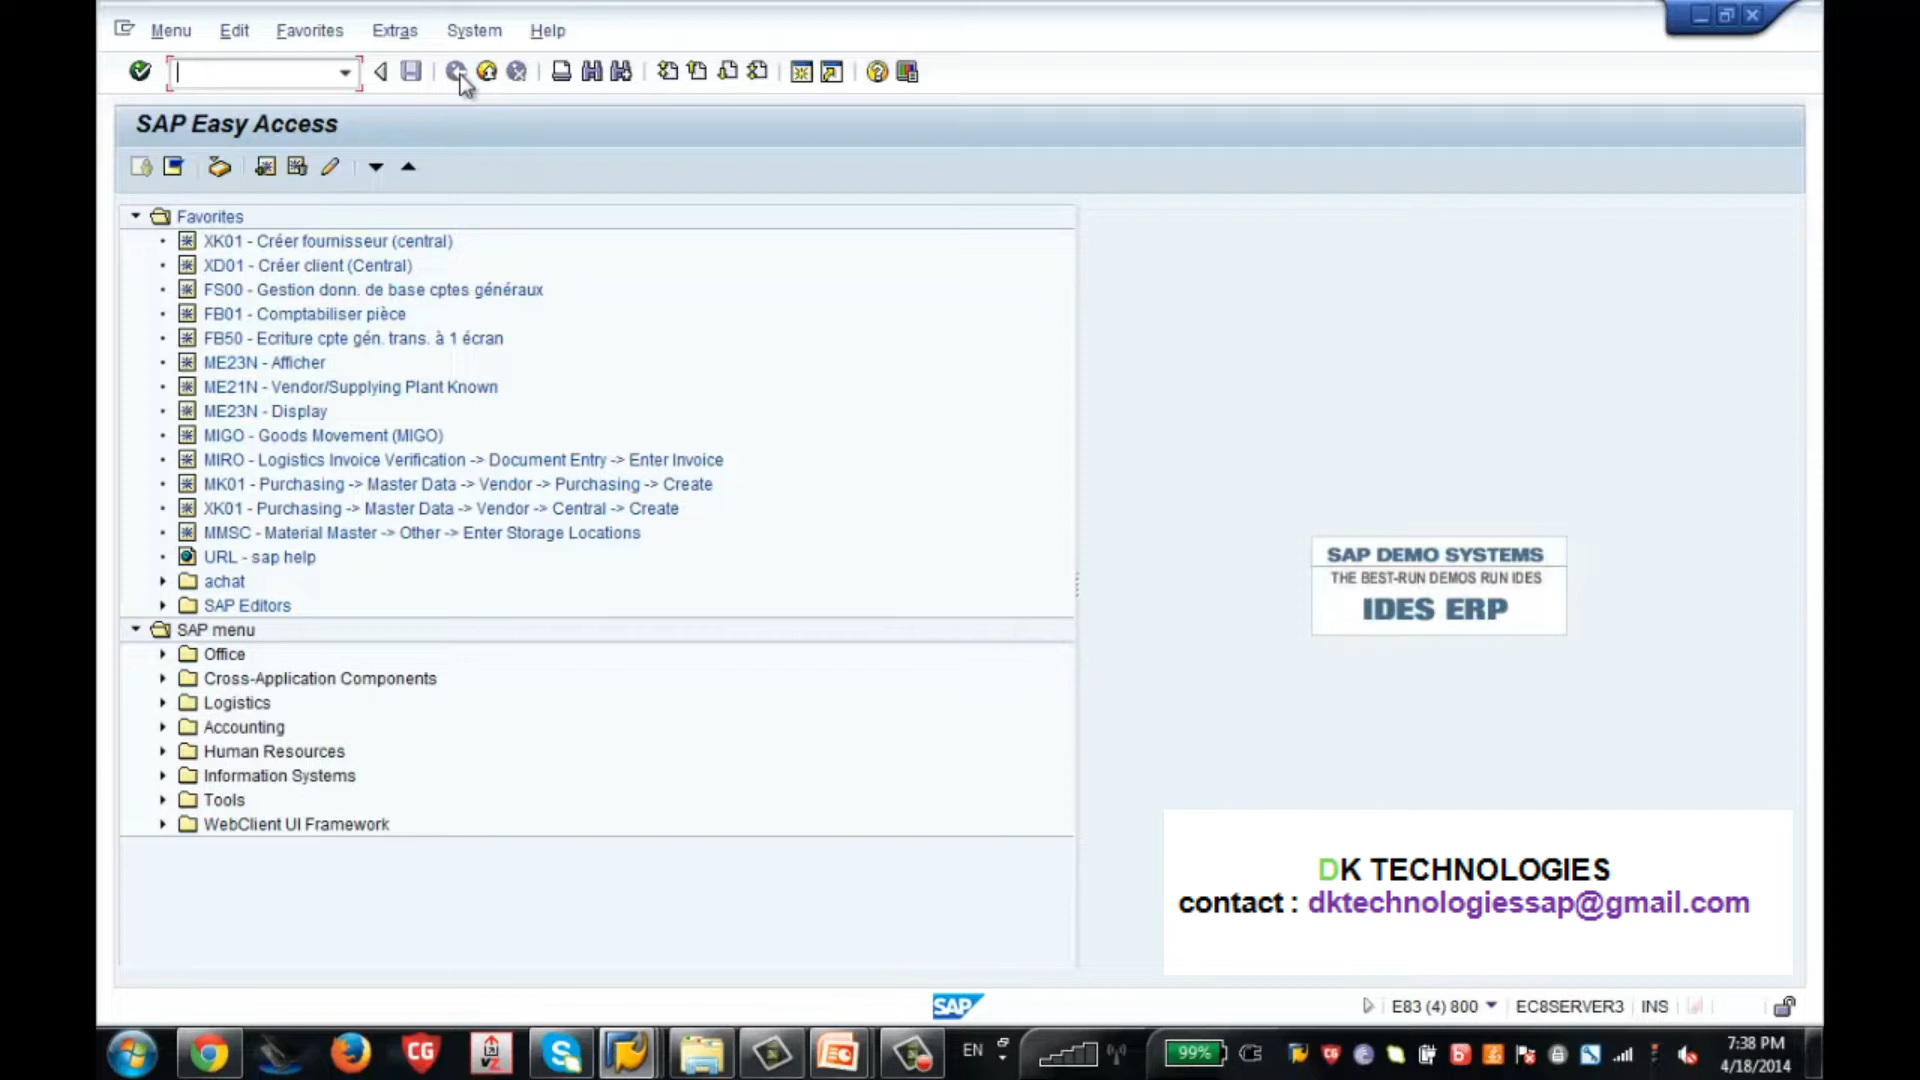 Menu Edit Favorites Extras System Help
SAP Easy Access
Favorites
XK01 - Créer fournisseur (central)
XD01 - Créer client (Central)
FS00 - Gestion donn. de base cptes généraux
FB01 - Comptabiliser pièce
FB50 - Ecriture cpte gén. trans. à 1 écran
ME23N - Afficher
ME21N - Vendor/Supplying Plant Known
ME23N - Display
MIGO - Goods Movement (MIGO)
MIRO - Logistics Invoice Verification -> Document Entry -> Enter Invoice
MK01 - Purchasing -> Master Data -> Vendor -> Purchasing -> Create
XK01 - Purchasing -> Master Data -> Vendor -> Central -> Create
MMSC - Material Master -> Other -> Enter Storage Locations
URL - sap help
achat
SAP Editors
SAP menu
Office
Cross-Application Components
Logistics
Accounting
Human Resources
Information Systems
Tools
WebClient UI Framework
SAP DEMO SYSTEMS
THE BEST-RUN DEMOS RUN IDES
IDES ERP
DK TECHNOLOGIES
contact : dktechnologiessap@gmail.com
SAP
E83 (4) 800 EC8SERVER3 INS
CG
EN
99%
7:38 PM
4/18/2014